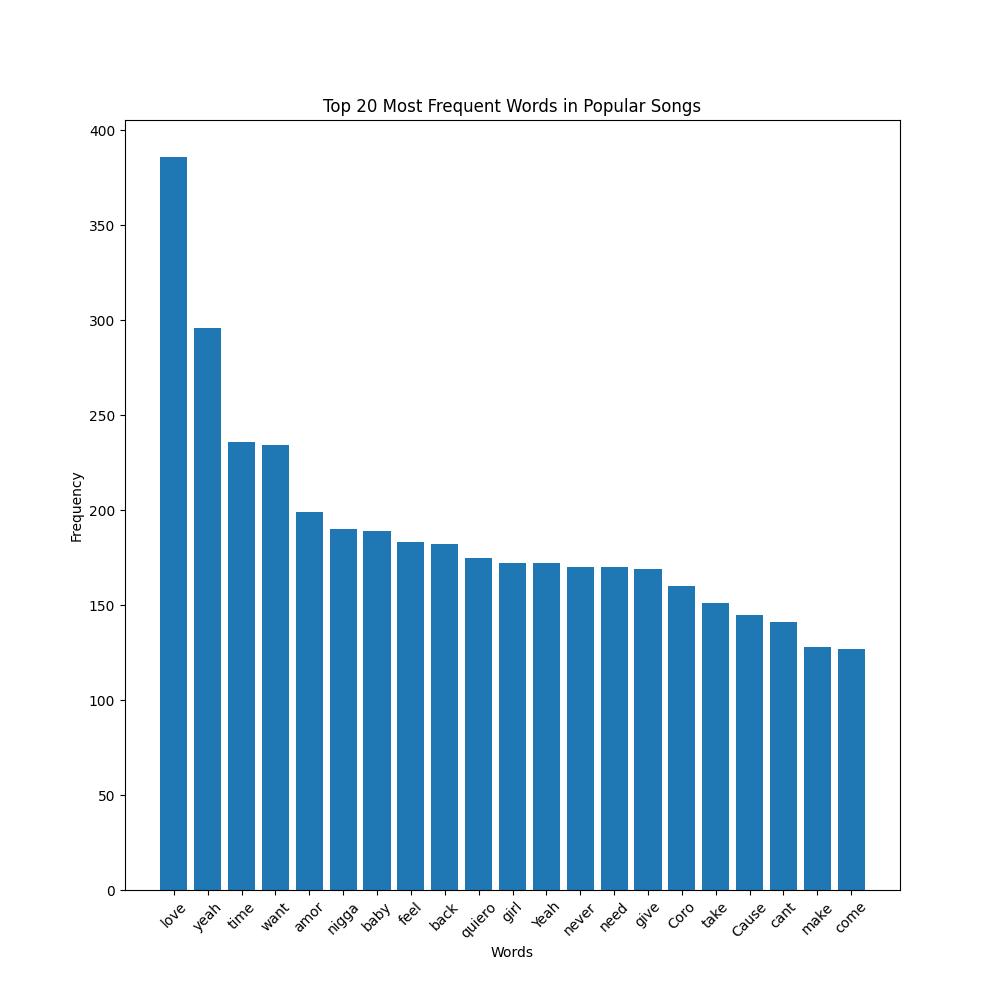 Top 20 Most Frequent Words in Popular Songs
400
350
300
250
200
150
100
50
0
Frequency
love
yeah
time
want
amor
nigga
baby
feel
back
quiero
girl
Yeah
never
need
give
Coro
take
Cause
cant
make
come
Words